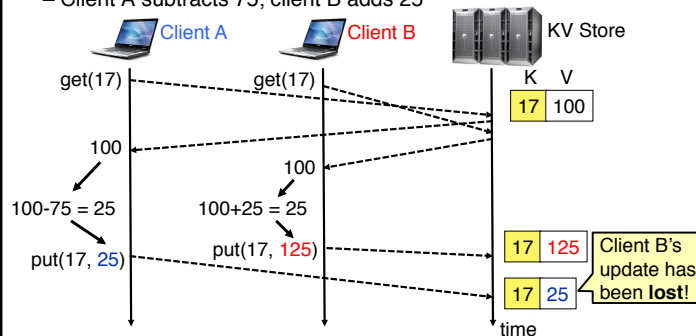 – Client A subtracts 75, client B adds 25
Client A
Client B
KV Store
K V
get(17)
get(17)
17 100
100
100
100-75 = 25
100+25 = 25
put(17, 25)
put(17, 125)
17 125
17 25
Client B's
update has
been lost!
time